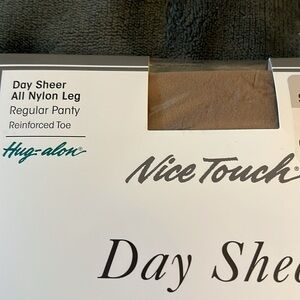 Day Sheer
All Nylon Leg
Regular Panty
Reinforced Toe
Hug-alon®
Nice Touch®
Day Shee